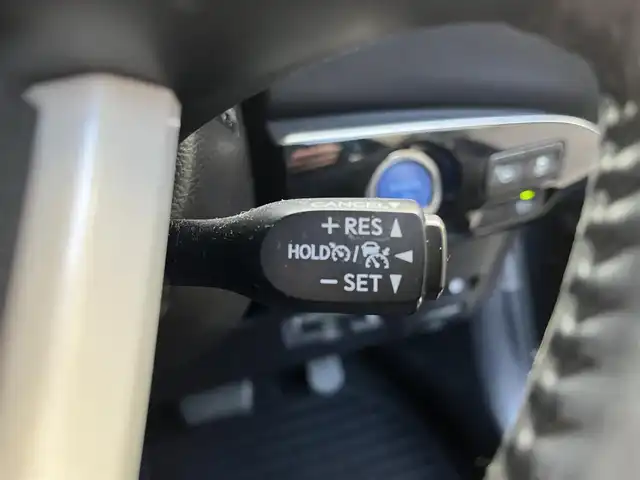 CANCEL ▼
+ RES ▲
HOLD / ◀
− SET ▼